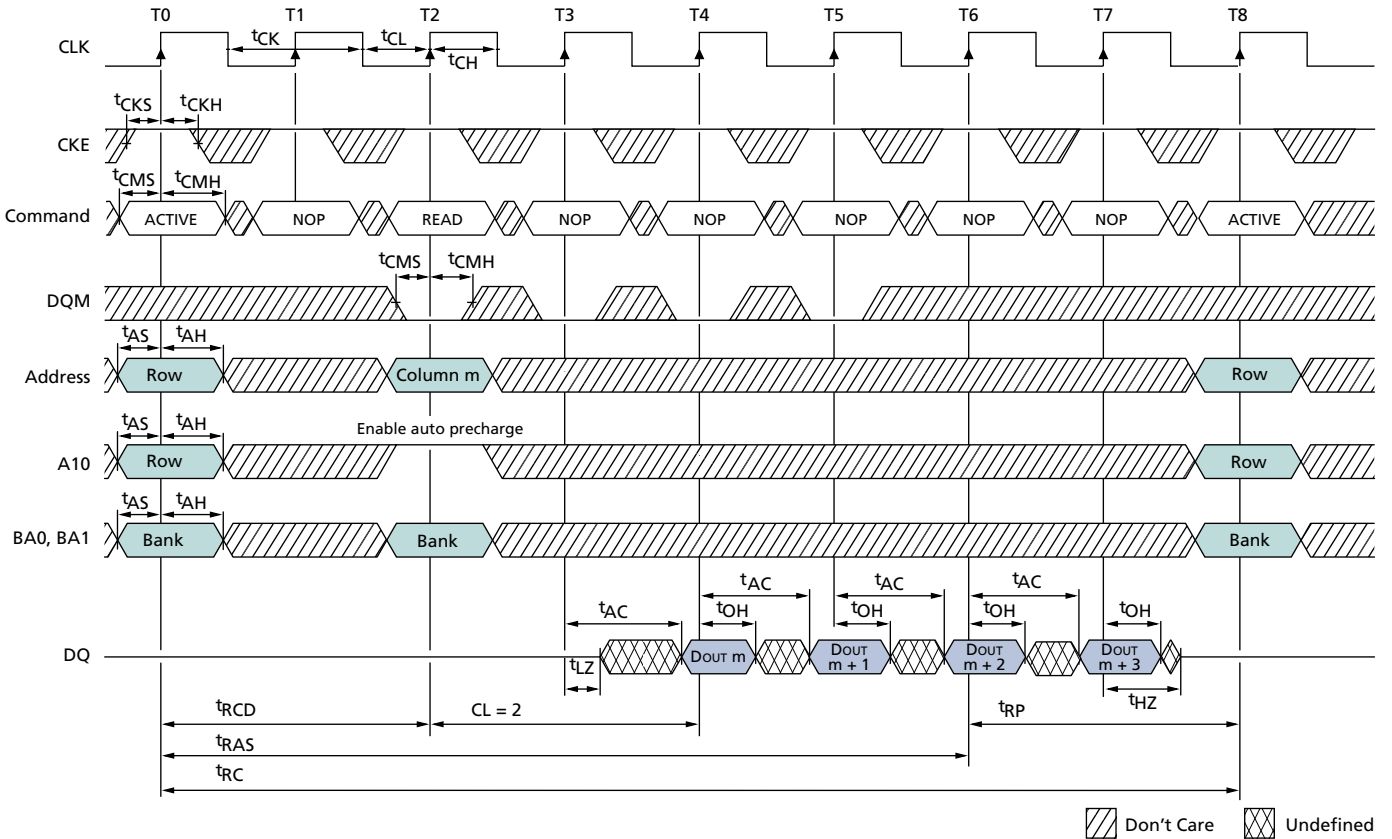 T0 T1 T2 T3 T4 T5 T6 T7 T8
CLK
tCK tCL
tCH
tCKS tCKH
CKE
tCMS tCMH
Command ACTIVE NOP READ NOP NOP NOP NOP NOP ACTIVE
tCMS tCMH
DQM
tAS tAH
Address Row Column m Row
tAS tAH Enable auto precharge
A10 Row Row
tAS tAH
BA0, BA1 Bank Bank Bank
tAC tAC tAC
tAC tOH tOH tOH tOH
DQ DOUT m DOUT m + 1 DOUT m + 2 DOUT m + 3
tLZ tHZ
tRCD CL = 2 tRP
tRAS
tRC
Don't Care Undefined